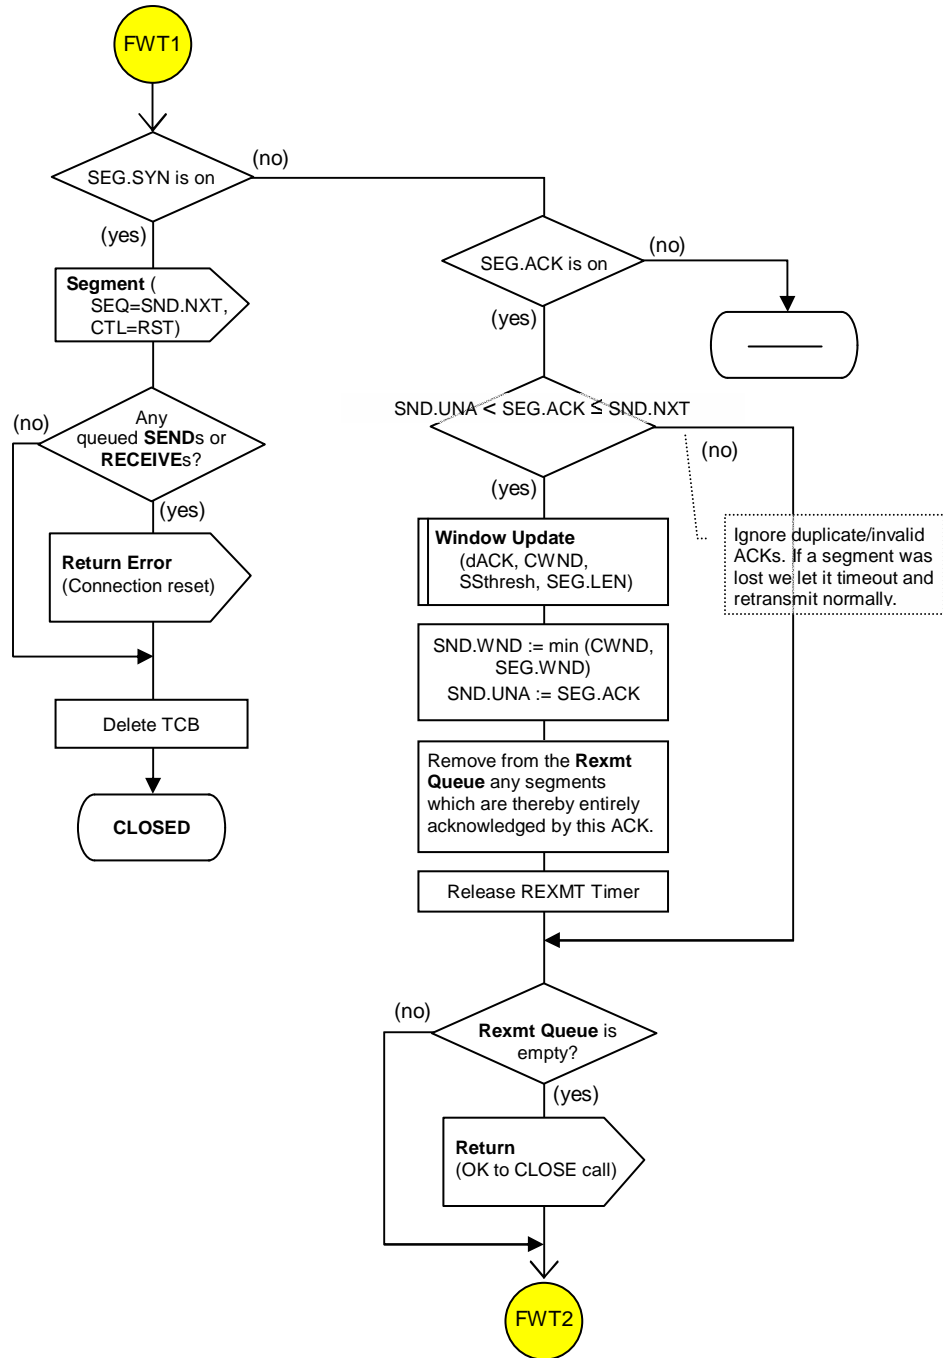 FWT1
SEG.SYN is on
(no)
(yes)
Segment (
SEQ=SND.NXT,
CTL=RST)
(no)
Any
queued SENDs or
RECEIVEs?
(yes)
Return Error
(Connection reset)
Delete TCB
CLOSED
SEG.ACK is on
(no)
(yes)
SND.UNA < SEG.ACK ≤ SND.NXT
(no)
(yes)
Ignore duplicate/invalid
ACKs. If a segment was
lost we let it timeout and
retransmit normally.
Window Update
(dACK, CWND,
SSthresh, SEG.LEN)
SND.WND := min (CWND,
SEG.WND)
SND.UNA := SEG.ACK
Remove from the Rexmt
Queue any segments
which are thereby entirely
acknowledged by this ACK.
Release REXMT Timer
(no)
Rexmt Queue is
empty?
(yes)
Return
(OK to CLOSE call)
FWT2